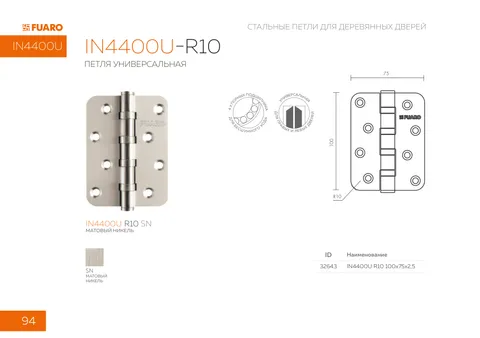 FUARO
СТАЛЬНЫЕ ПЕТЛИ ДЛЯ ДЕРЕВЯННЫХ ДВЕРЕЙ
IN4400U
IN4400U-R10
ПЕТЛЯ УНИВЕРСАЛЬНАЯ
75
FUARO
100
R10
IN4400U R10 SN
МАТОВЫЙ НИКЕЛЬ
SN
МАТОВЫЙ
НИКЕЛЬ
ID Наименование
32643 IN4400U R10 100x75x2,5
94